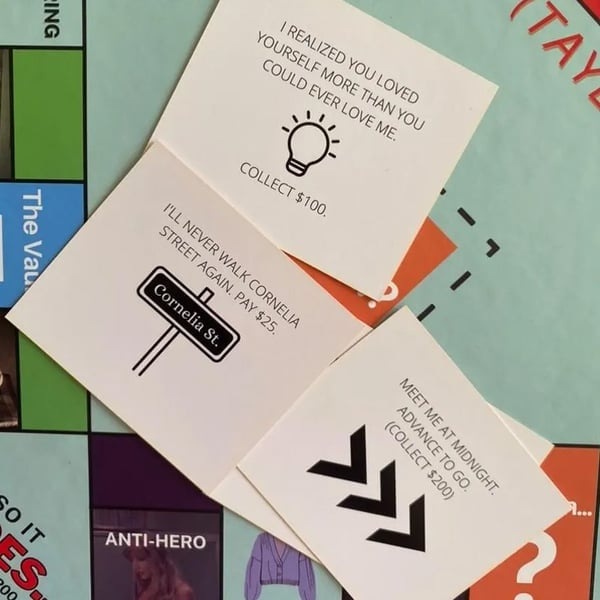 I REALIZED YOU LOVED
YOURSELF MORE THAN YOU
COULD EVER LOVE ME.
COLLECT $100.
I'LL NEVER WALK CORNELIA
STREET AGAIN. PAY $25.
Cornelia St.
MEET ME AT MIDNIGHT.
ADVANCE TO GO.
(COLLECT $200)
The Vau
ANTI-HERO
SO IT
?
?